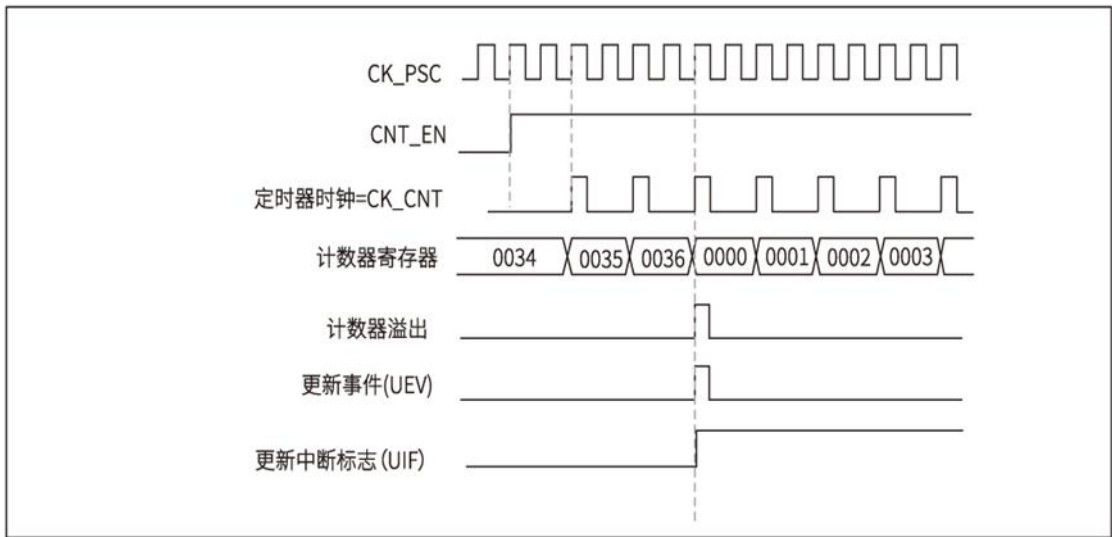 CK_PSC
CNT_EN
定时器时钟=CK_CNT
计数器寄存器 0034 0035 0036 0000 0001 0002 0003
计数器溢出
更新事件(UEV)
更新中断标志(UIF)